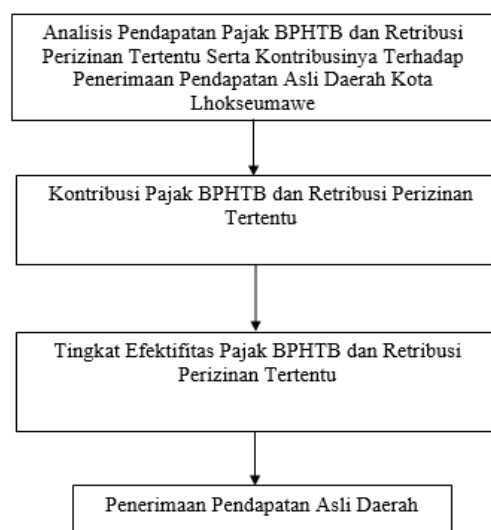 Analisis Pendapatan Pajak BPHTB dan Retribusi
Perizinan Tertentu Serta Kontribusinya Terhadap
Penerimaan Pendapatan Asli Daerah Kota
Lhokseumawe
Kontribusi Pajak BPHTB dan Retribusi Perizinan
Tertentu
Tingkat Efektifitas Pajak BPHTB dan Retribusi
Perizinan Tertentu
Penerimaan Pendapatan Asli Daerah